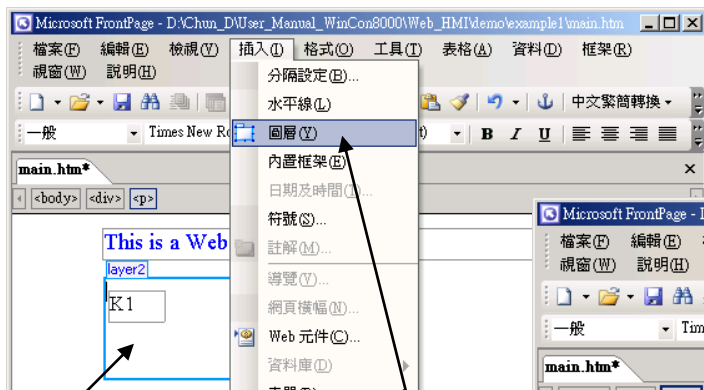 Microsoft FrontPage - D:\Chun_D\User_Manual_WinCon8000\Web_HMI\demo\example1\main.htm
檔案(F) 編輯(E) 檢視(V) 插入(I) 格式(O) 工具(T) 表格(A) 資料(D) 框架(R)
視窗(W) 說明(H)
分隔設定(B)...
水平線(L)
中文繁簡轉換
一般 Times New
圖層(Y)
B I U
main.htm*
內置框架(E)
日期及時間(T)...
<body> <div> <p>
符號(S)...
This is a Web
註解(M)...
layer2
導覽(V)...
K1
網頁橫幅(N)...
Web 元件(C)...
資料庫(D)
Microsoft FrontPage -
檔案(F) 編輯(E)
視窗(W) 說明(H)
一般
main.htm*